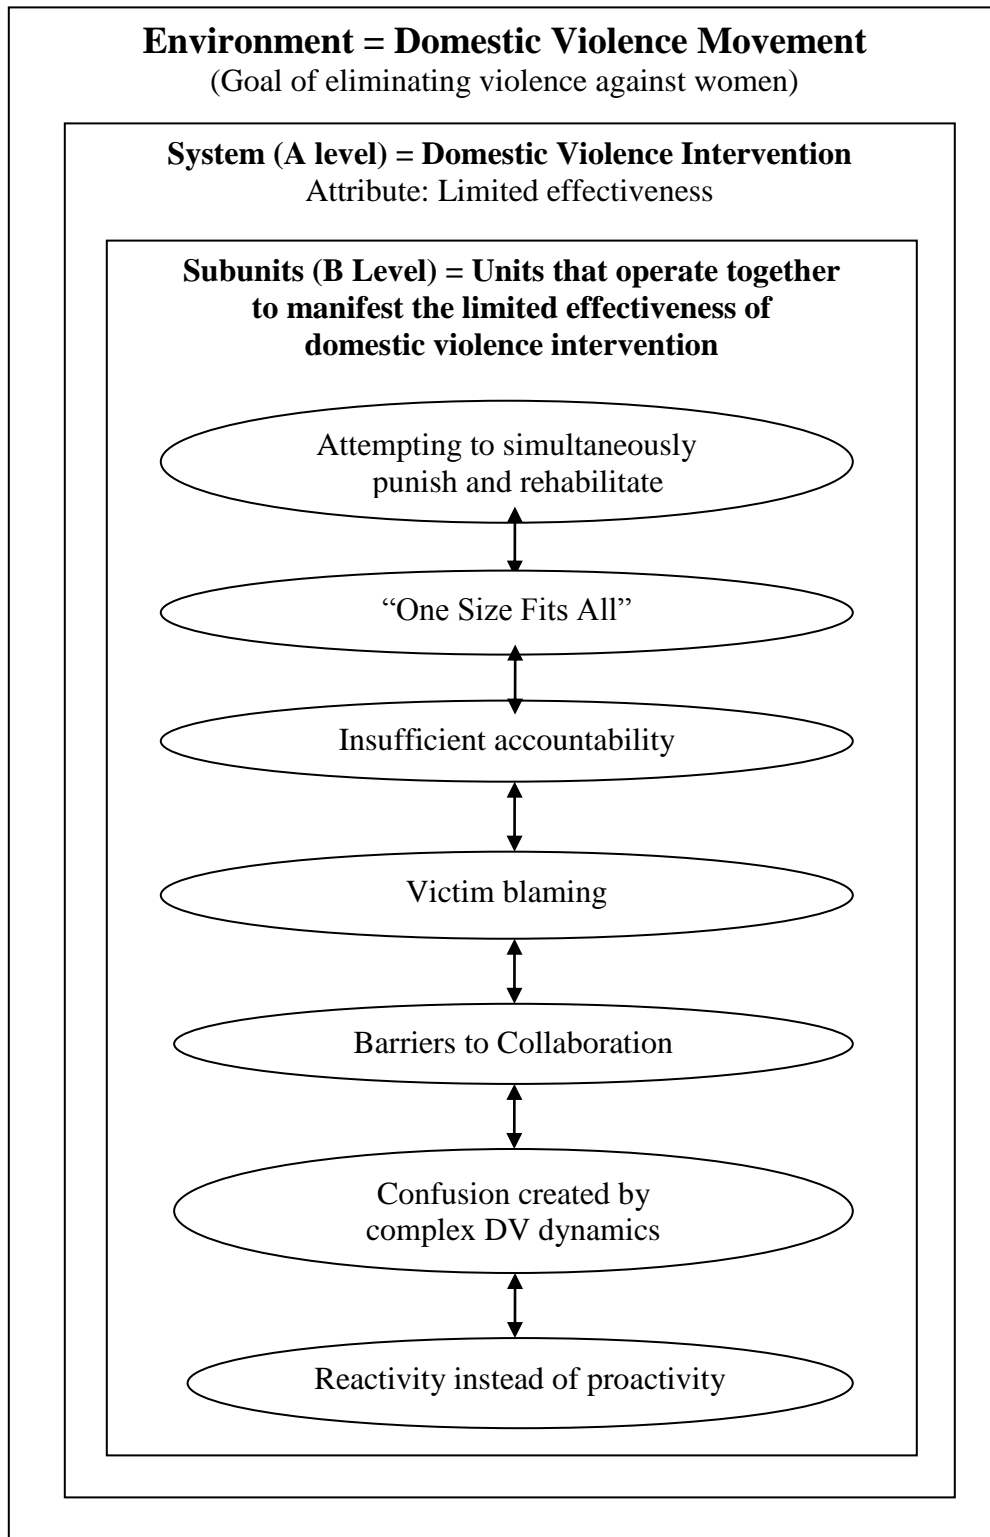 Environment = Domestic Violence Movement
(Goal of eliminating violence against women)
System (A level) = Domestic Violence Intervention
Attribute: Limited effectiveness
Subunits (B Level) = Units that operate together
to manifest the limited effectiveness of
domestic violence intervention
Attempting to simultaneously
punish and rehabilitate
“One Size Fits All”
Insufficient accountability
Victim blaming
Barriers to Collaboration
Confusion created by
complex DV dynamics
Reactivity instead of proactivity